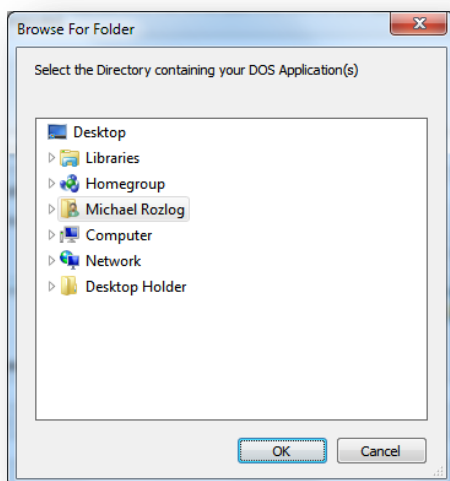 Browse For Folder
Select the Directory containing your DOS Application(s)
Desktop
Libraries
Homegroup
Michael Rozlog
Computer
Network
Desktop Holder
OK
Cancel